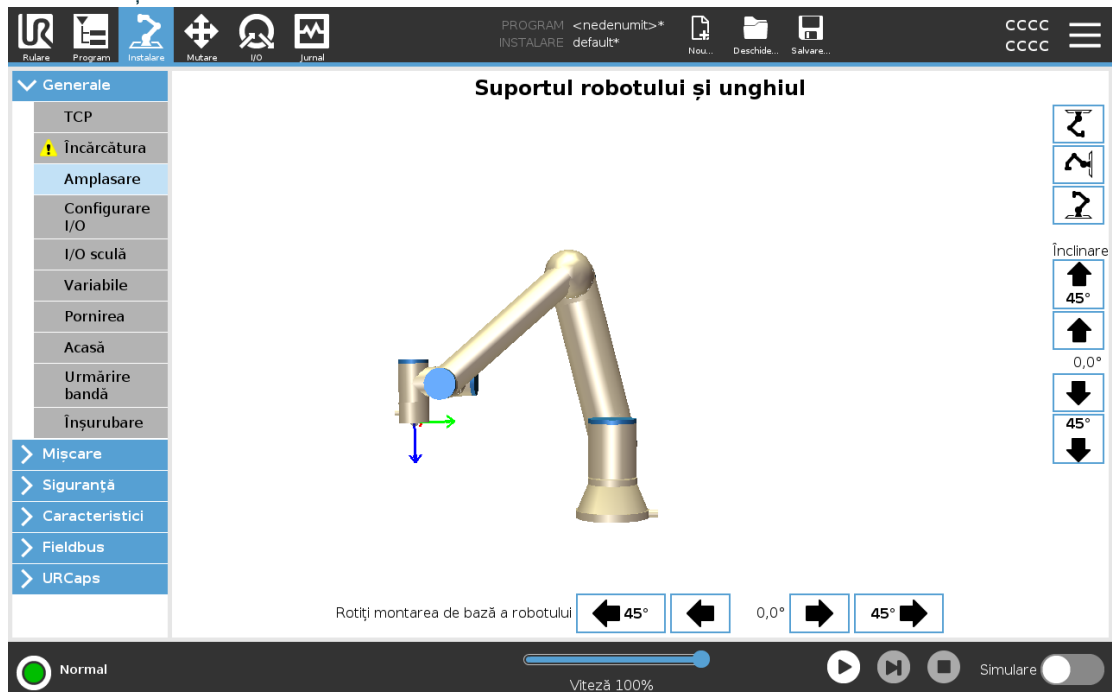 PROGRAM <nedenumit>*
INSTALARE default*
CCCC
CCCC
Rulare Program Instalare Mutare I/O Jurnal Nou... Deschide... Salvare...
Generale
TCP
Încărcătura
Amplasare
Configurare
I/O
I/O sculă
Variabile
Pornirea
Acasă
Urmărire
bandă
Înșurubare
Mișcare
Siguranță
Caracteristici
Fieldbus
URCaps
Suportul robotului și unghiul
Înclinare
45°
0,0°
45°
Rotiți montarea de bază a robotului 45° 0,0° 45°
Normal
Viteză 100%
Simulare